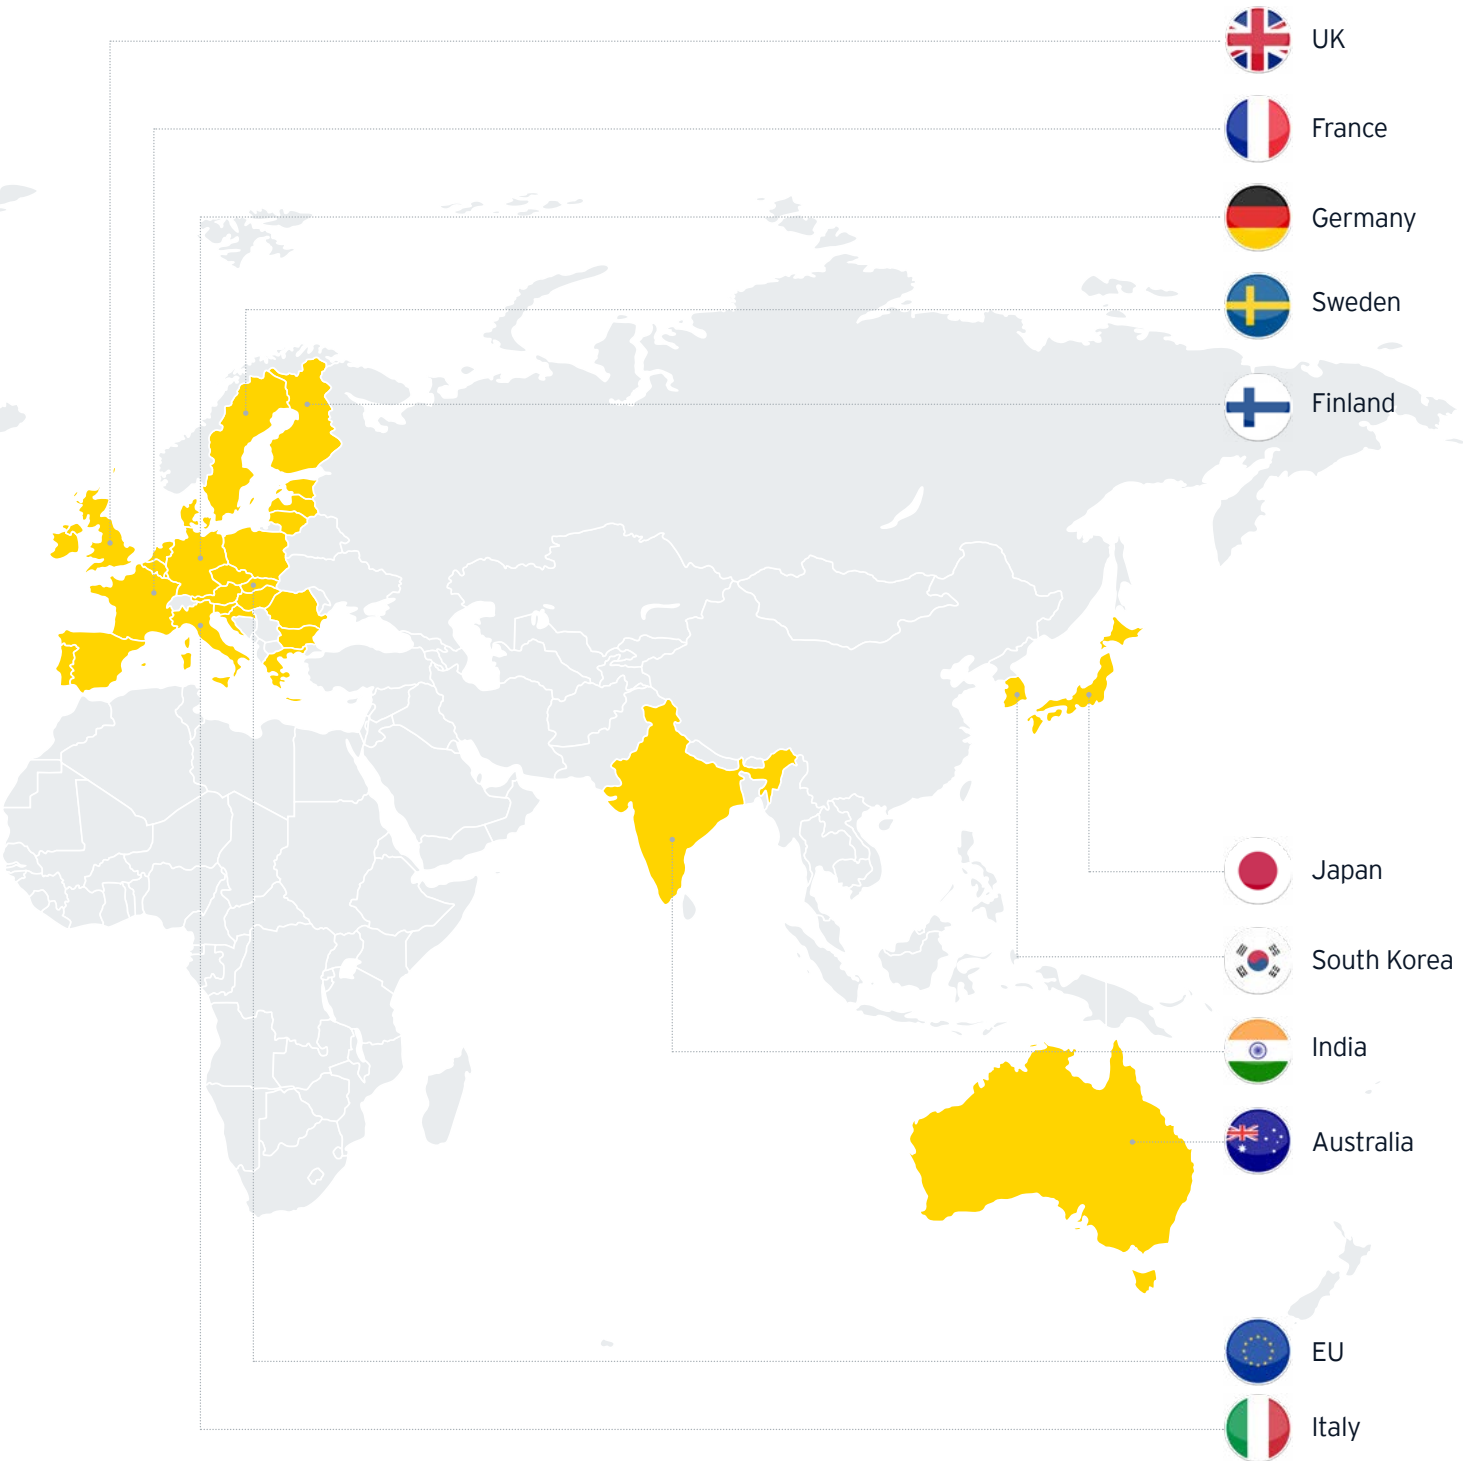 UK
France
Germany
Sweden
Finland
Japan
South Korea
India
Australia
EU
Italy